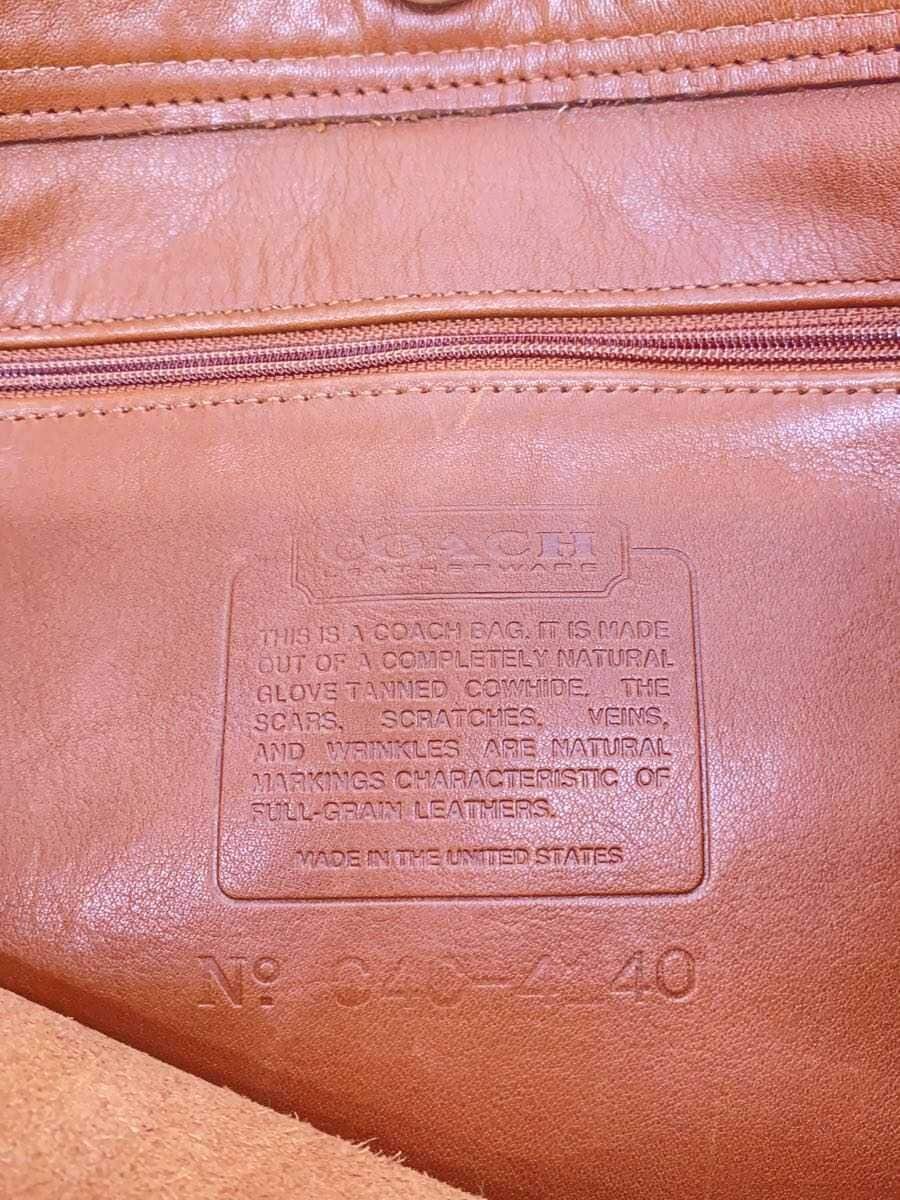 COACH
LEATHERWARE
THIS IS A COACH BAG. IT IS MADE
OUT OF A COMPLETELY NATURAL
GLOVE TANNED COWHIDE. THE
SCARS, SCRATCHES, VEINS,
AND WRINKLES ARE NATURAL
MARKINGS CHARACTERISTIC OF
FULL-GRAIN LEATHERS.
MADE IN THE UNITED STATES
Nº